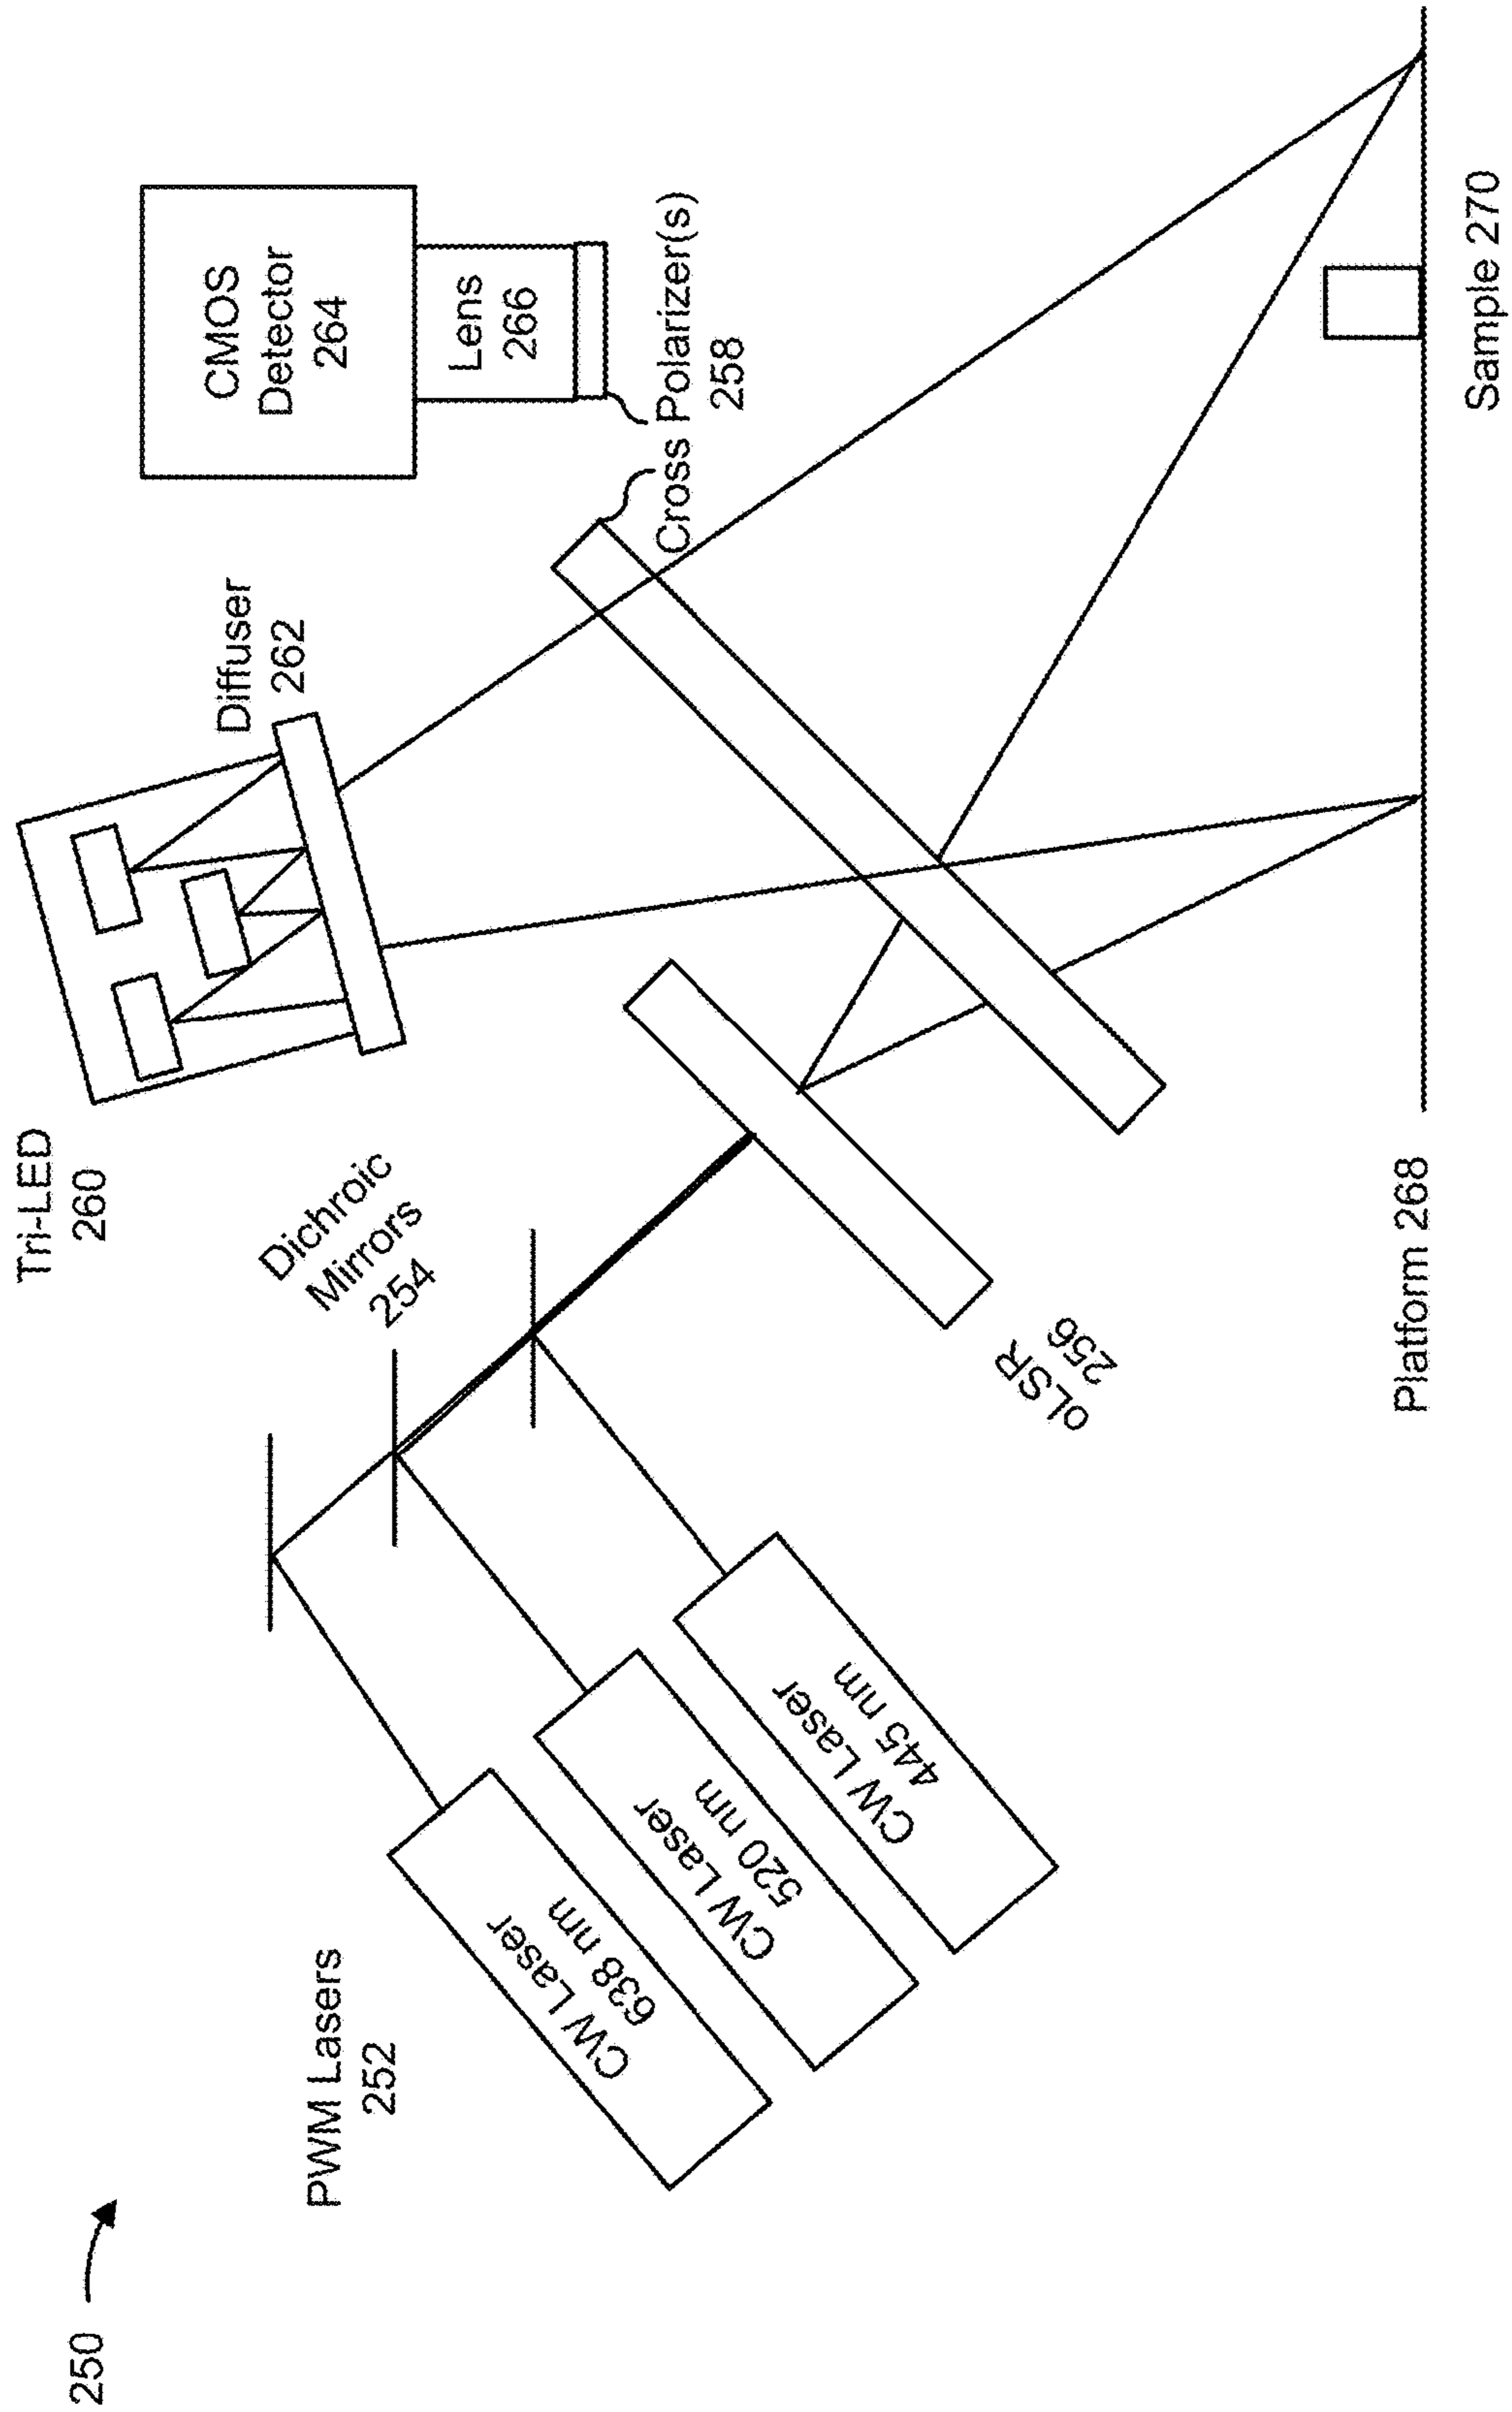 250
PWM Lasers
252
CW Laser
638 nm
CW Laser
520 nm
CW Laser
445 nm
Dichroic
Mirrors
254
oLSR
256
Tri-LED
260
Diffuser
262
CMOS
Detector
264
Lens
266
Cross Polarizer(s)
258
Platform 268
Sample 270